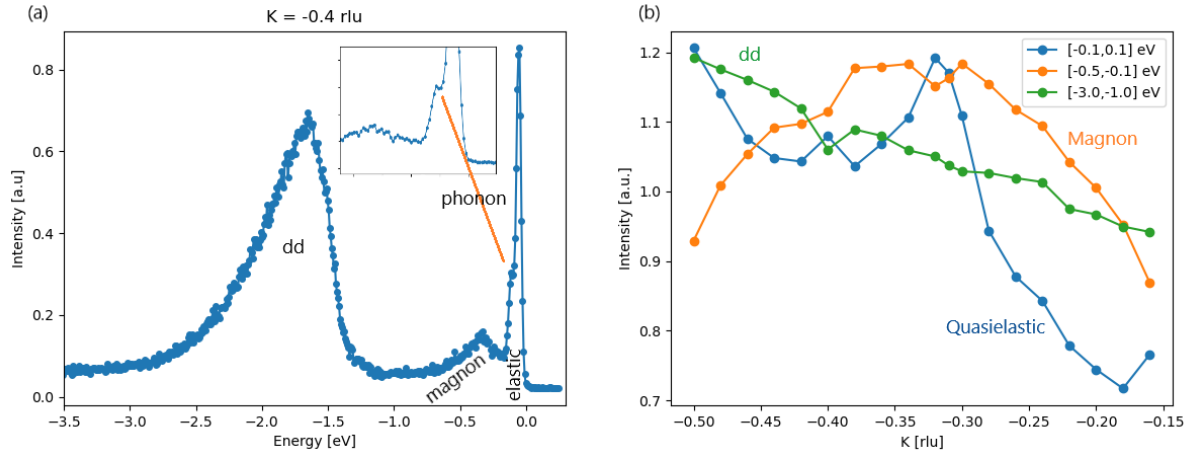 (a)
K = -0.4 rlu
Intensity [a.u]
0.8
0.6
0.4
0.2
0.0
phonon
dd
magnon
elastic
−3.5 −3.0 −2.5 −2.0 −1.5 −1.0 −0.5 0.0
Energy [eV]
(b)
Intensity [a.u.]
1.2
1.1
1.0
0.9
0.8
0.7
dd
[-0.1,0.1] eV
[-0.5,-0.1] eV
[-3.0,-1.0] eV
Magnon
Quasielastic
−0.50 −0.45 −0.40 −0.35 −0.30 −0.25 −0.20 −0.15
K [rlu]